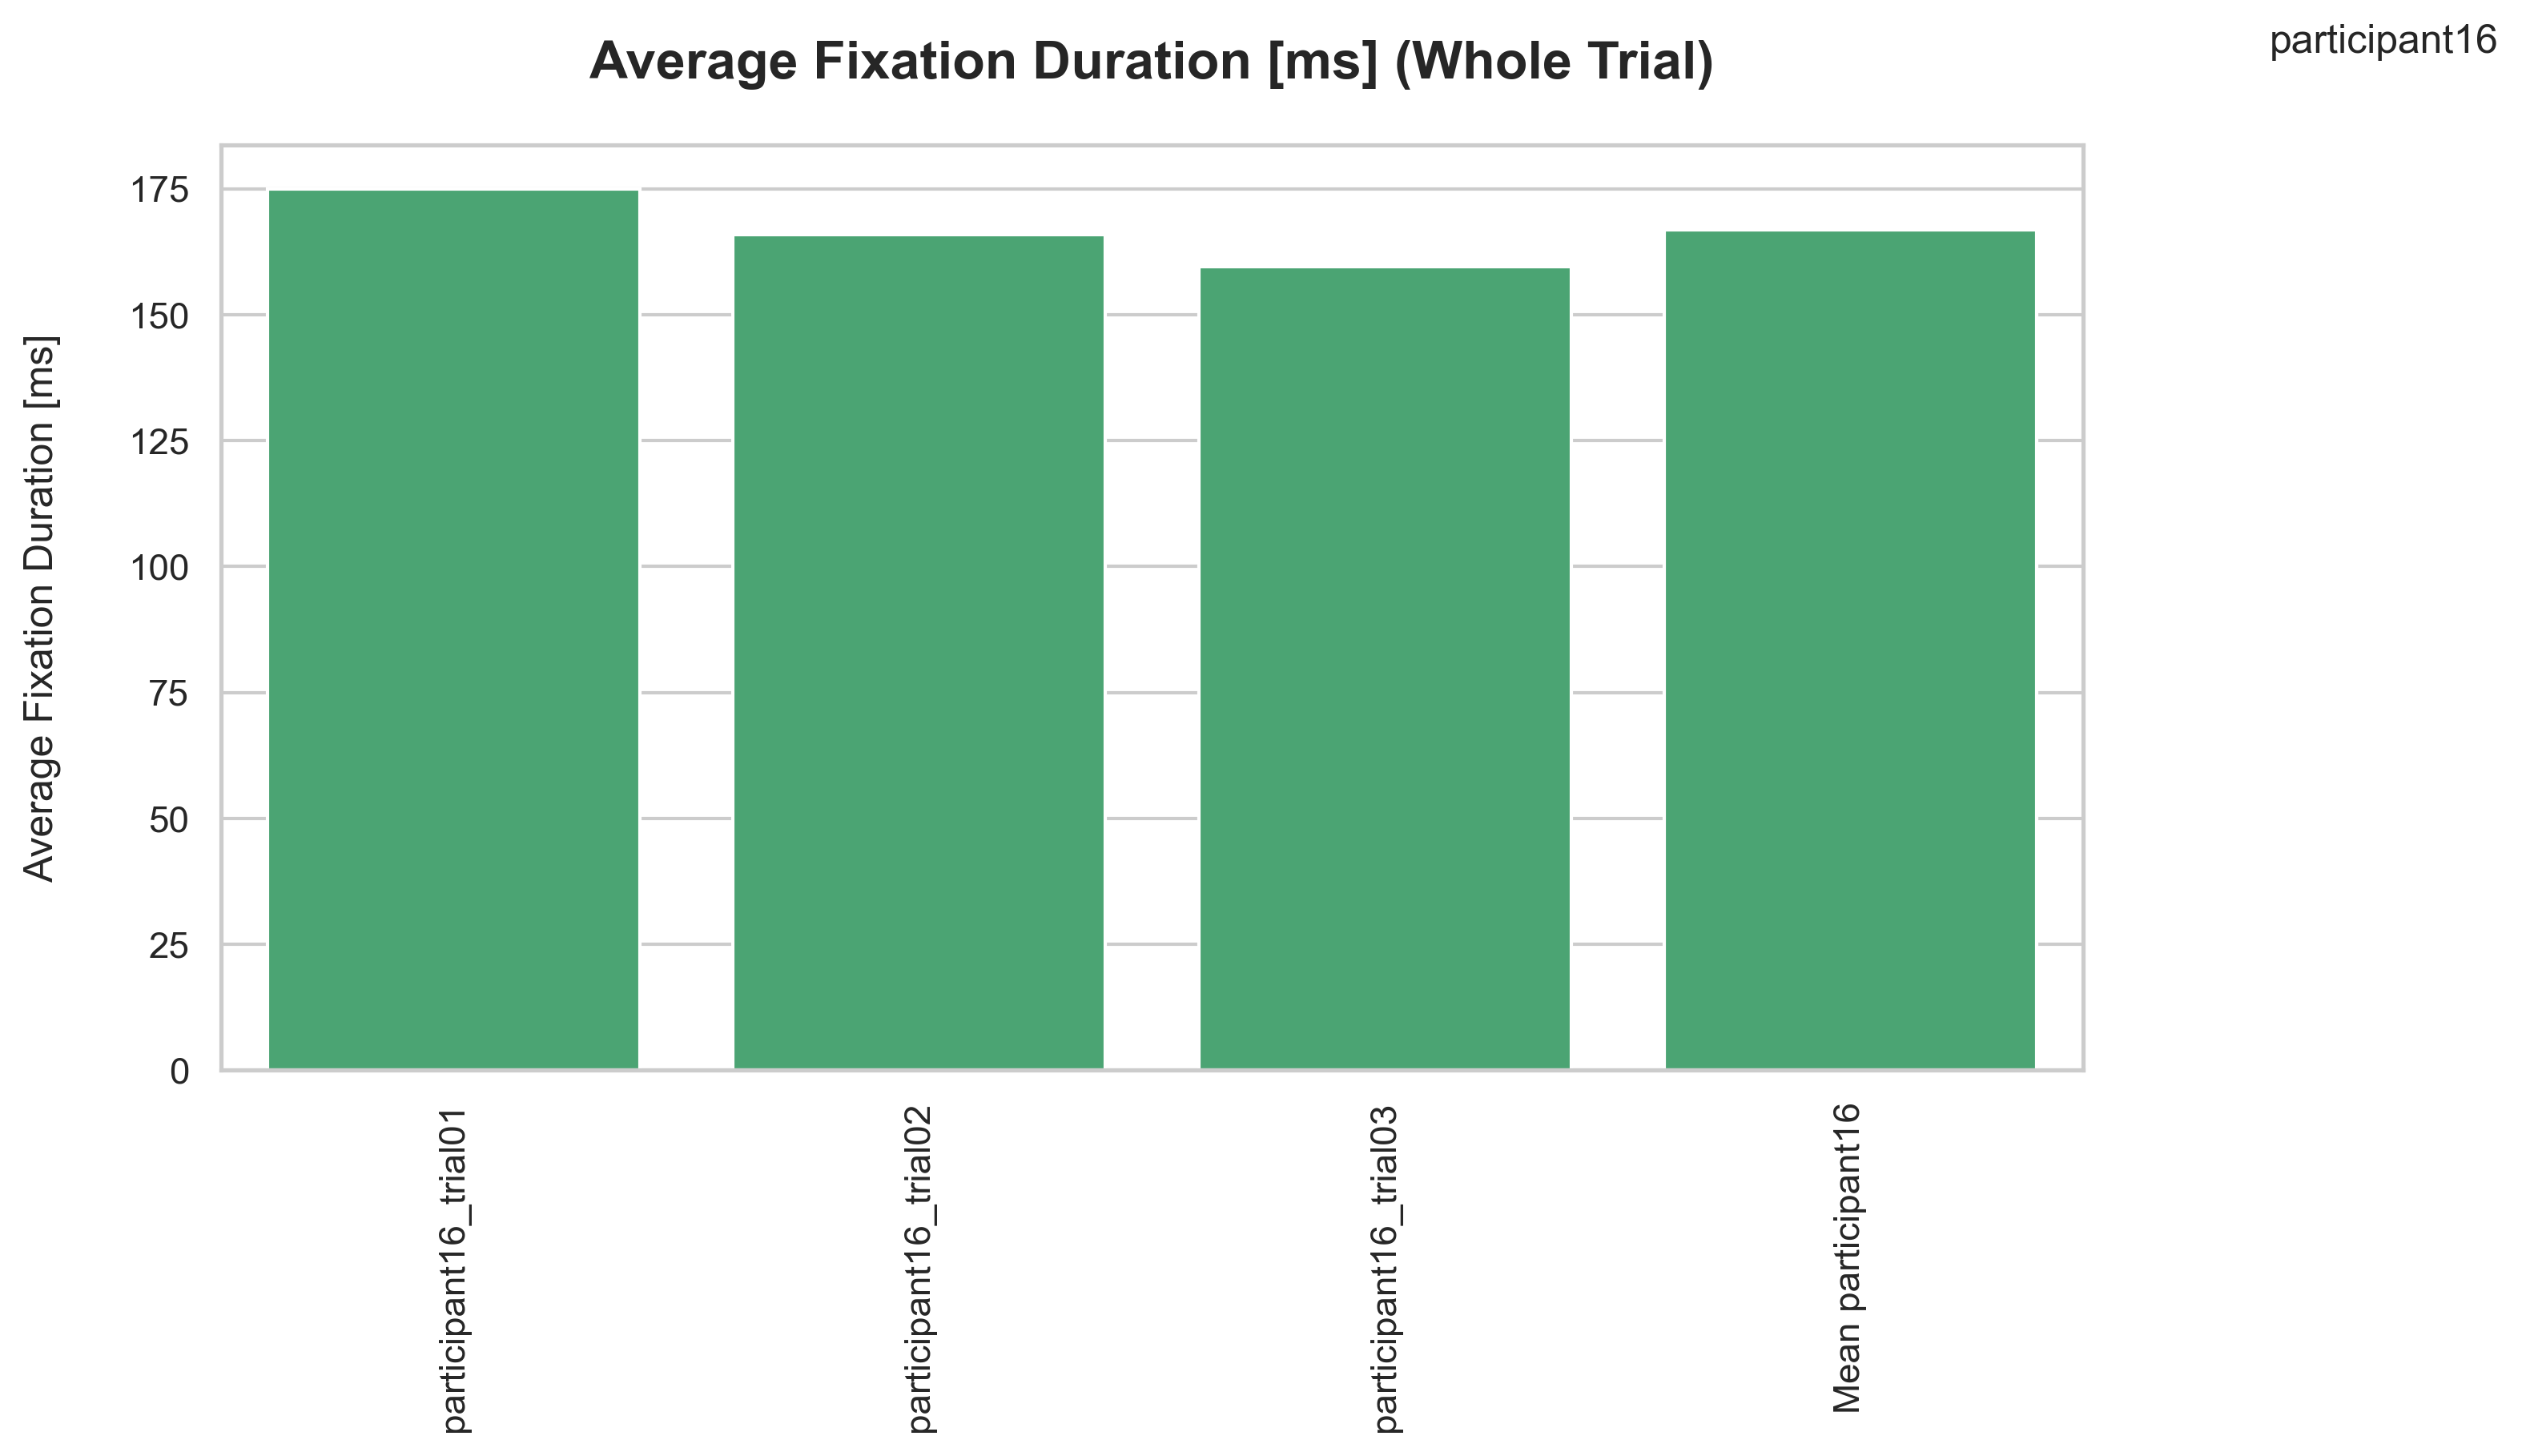 participant16
Average Fixation Duration [ms] (Whole Trial)
Average Fixation Duration [ms]
175
150
125
100
75
50
25
0
participant16_trial01
participant16_trial02
participant16_trial03
Mean participant16